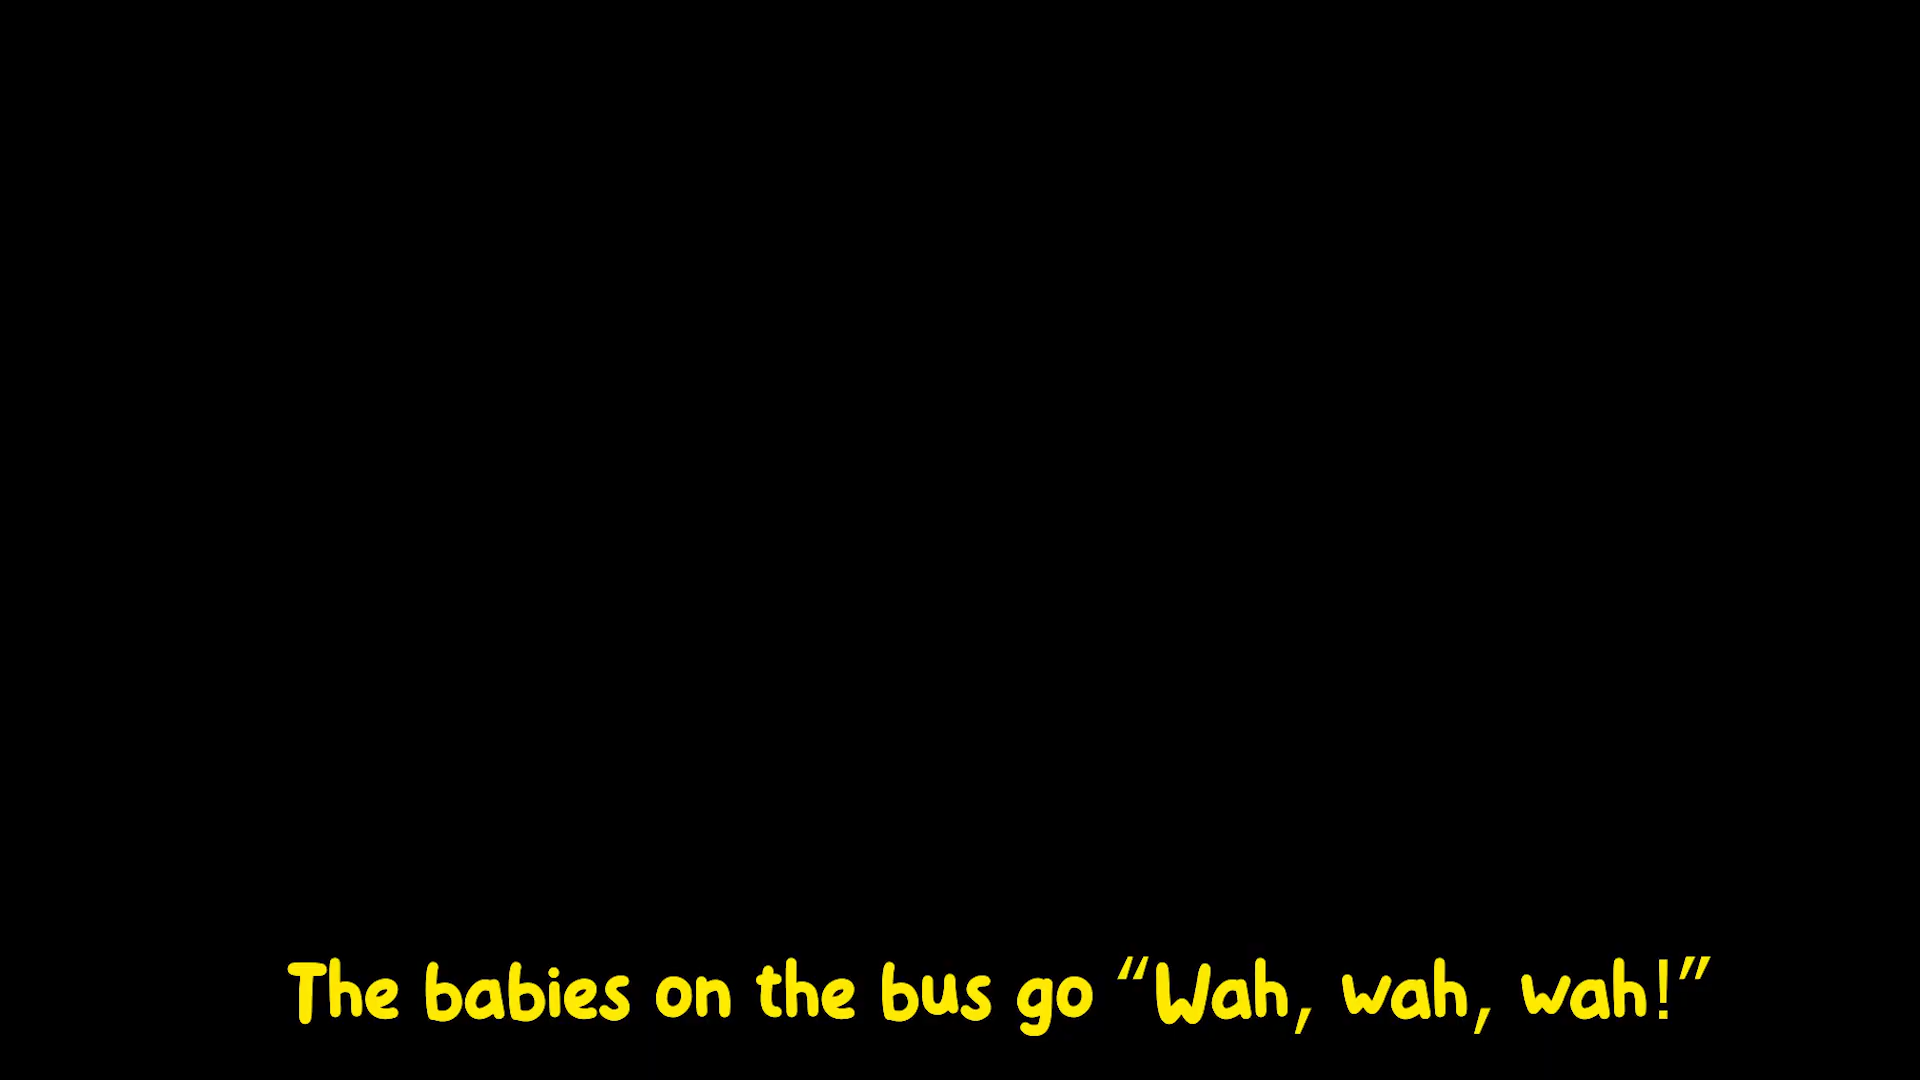 The babies on the bus go “Wah, wah, wah!”